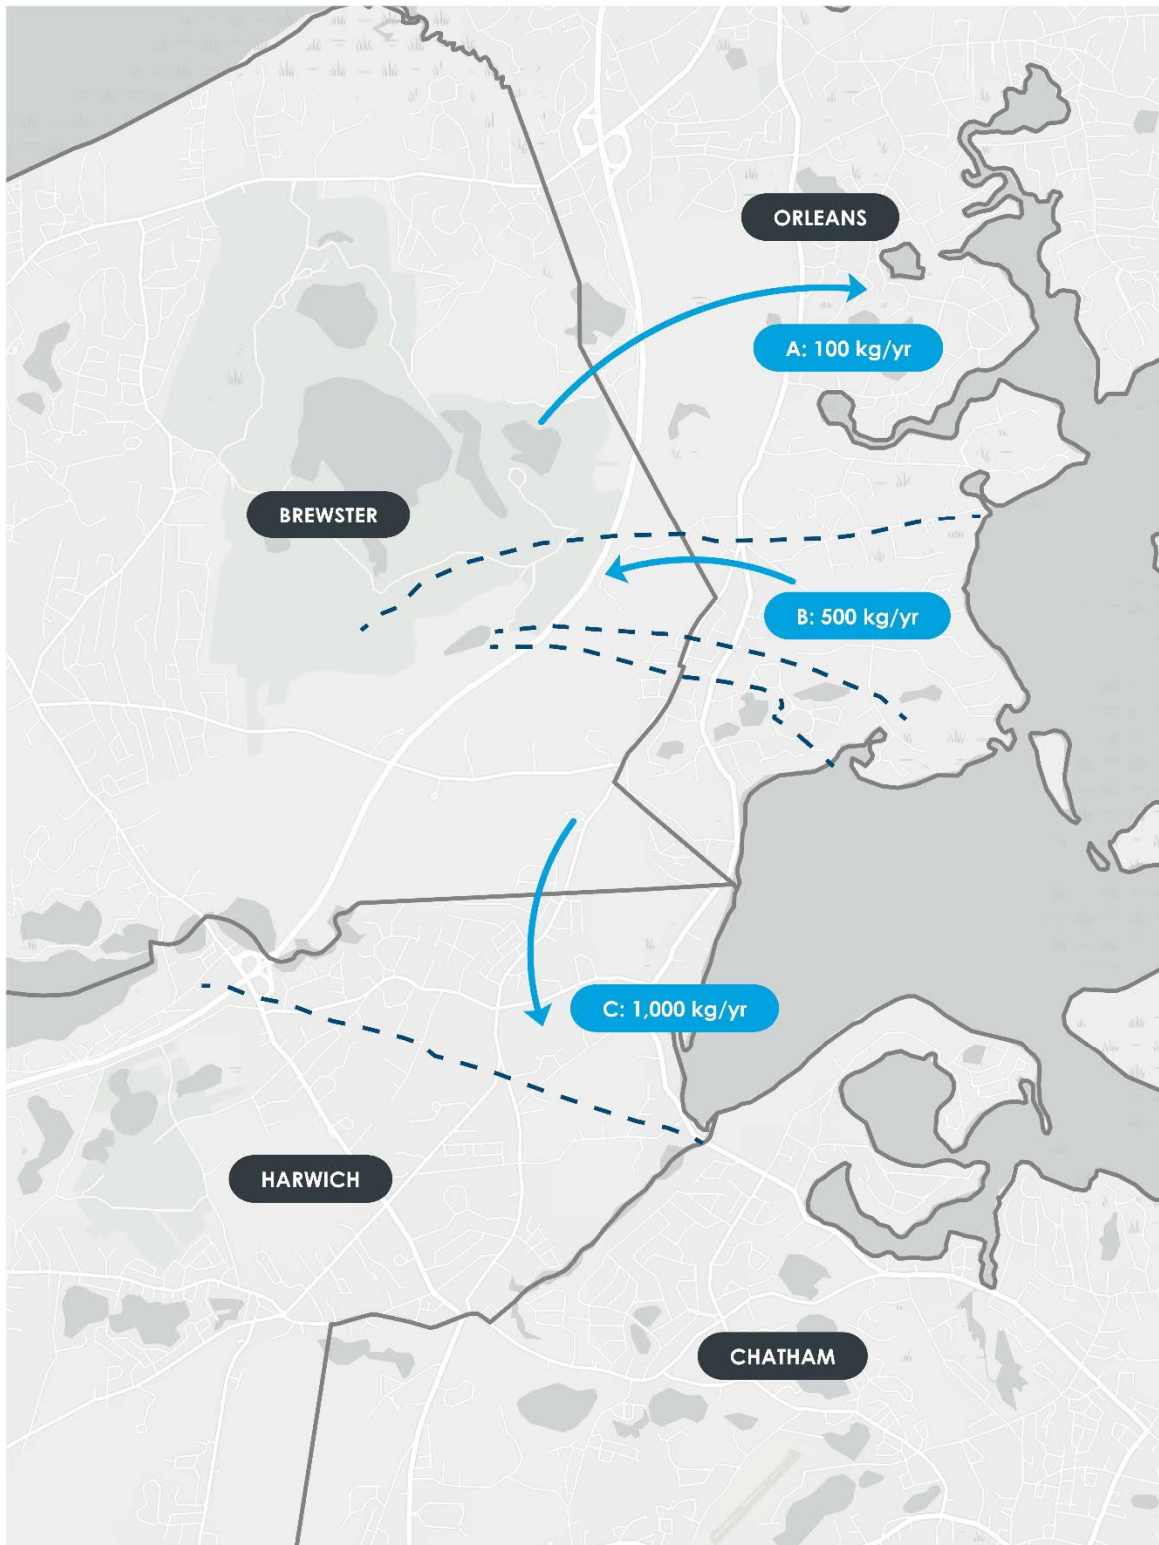 ORLEANS
A: 100 kg/yr
BREWSTER
B: 500 kg/yr
C: 1,000 kg/yr
HARWICH
CHATHAM